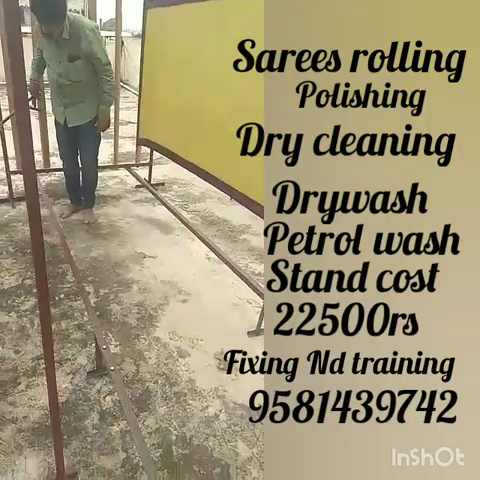 Sarees rolling
Polishing
Dry cleaning
Drywash
Petrol wash
Stand cost
22500rs
Fixing Nd training
9581439742
InShOt